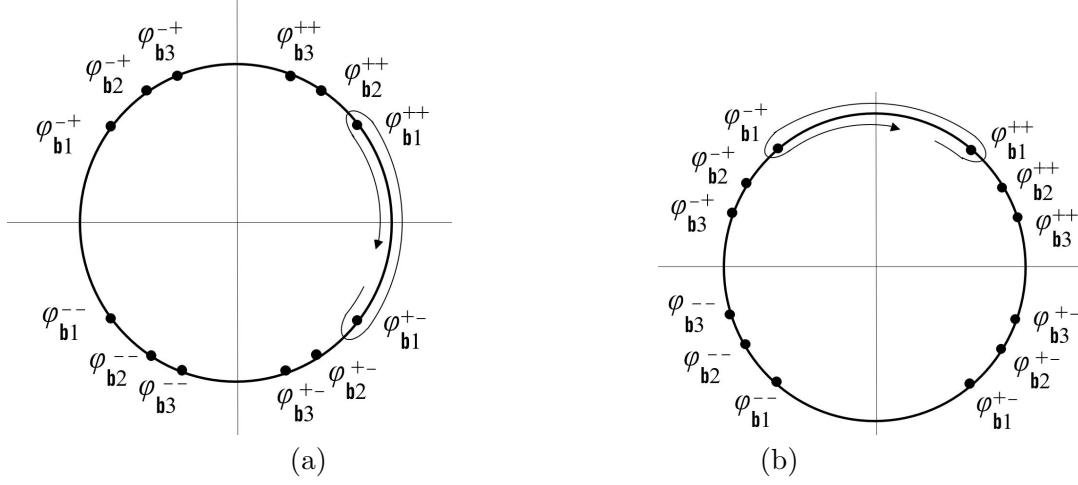 φ_b3^{-+} φ_b3^{++}
φ_b2^{-+} φ_b2^{++}
φ_b1^{-+} φ_b1^{++}
φ_b1^{--} φ_b1^{+-}
φ_b2^{--} φ_b2^{+-}
φ_b3^{--} φ_b3^{+-}
(a)
φ_b1^{-+} φ_b1^{++}
φ_b2^{-+} φ_b2^{++}
φ_b3^{-+} φ_b3^{++}
φ_b3^{--} φ_b3^{+-}
φ_b2^{--} φ_b2^{+-}
φ_b1^{--} φ_b1^{+-}
(b)